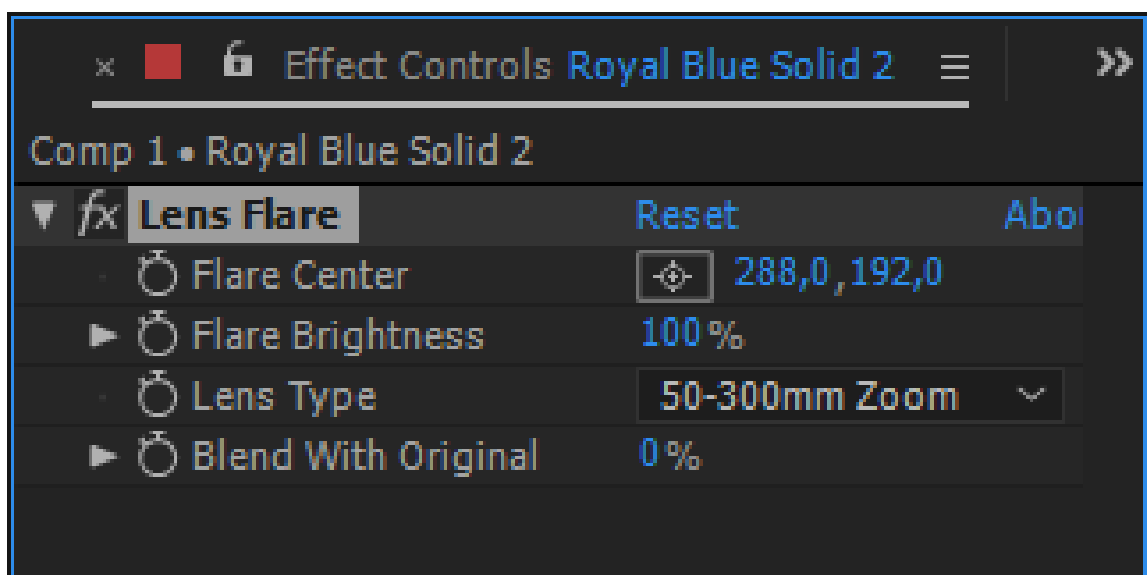 Effect Controls Royal Blue Solid 2
Comp 1 • Royal Blue Solid 2
fx Lens Flare Reset
Flare Center 288,0,192,0
Flare Brightness 100%
Lens Type 50-300mm Zoom
Blend With Original 0%